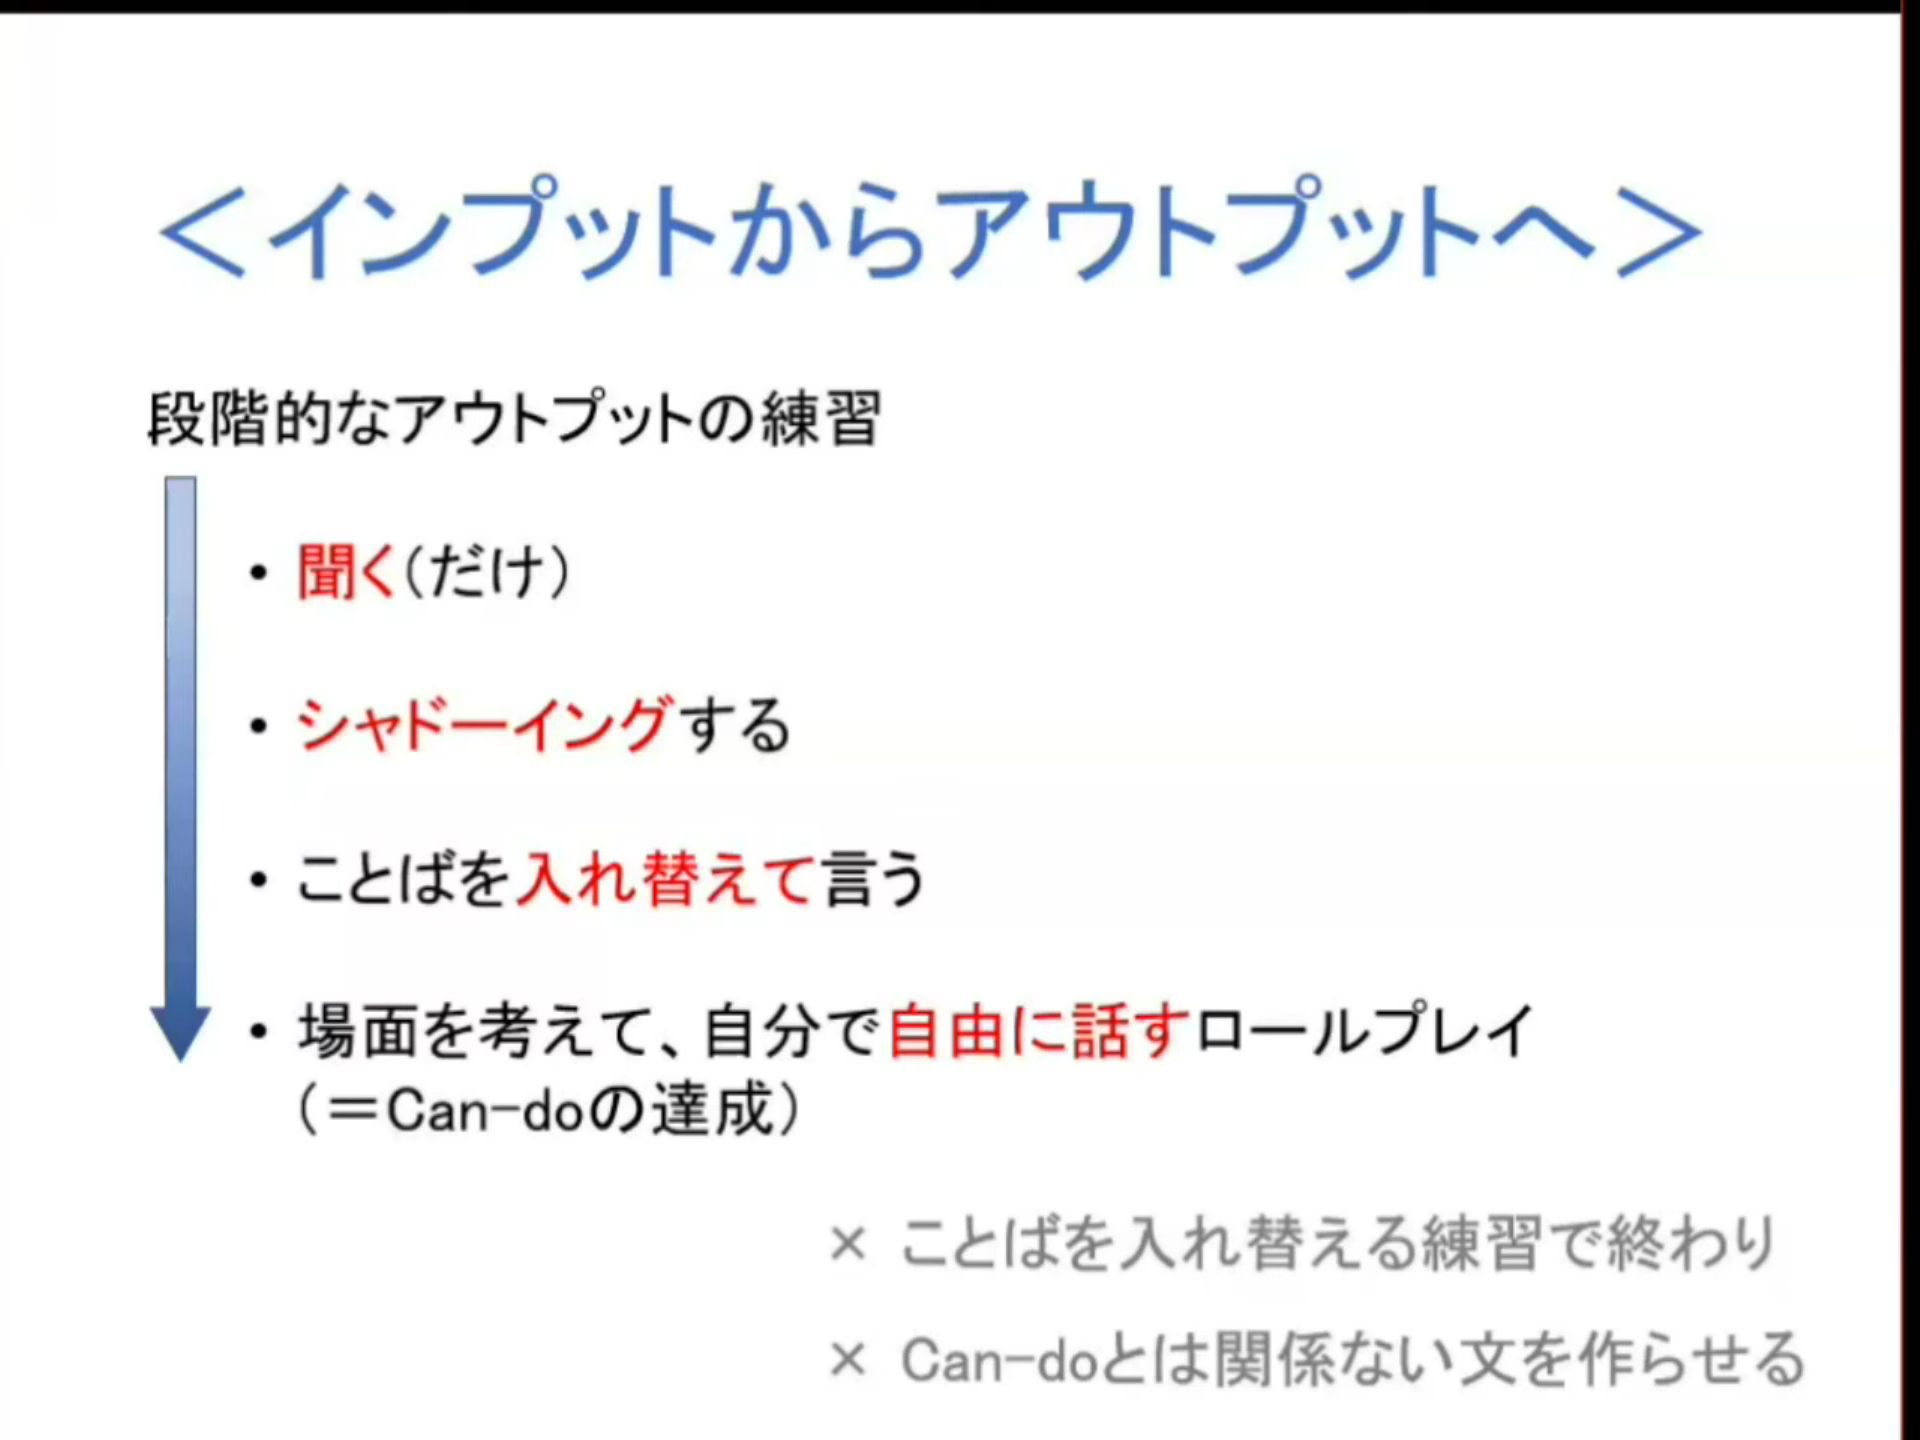 ＜インプットからアウトプットへ＞
段階的なアウトプットの練習
• 聞く（だけ）
• シャドーイングする
• ことばを入れ替えて言う
• 場面を考えて、自分で自由に話すロールプレイ
（＝Can-doの達成）
× ことばを入れ替える練習で終わり
× Can-doとは関係ない文を作らせる